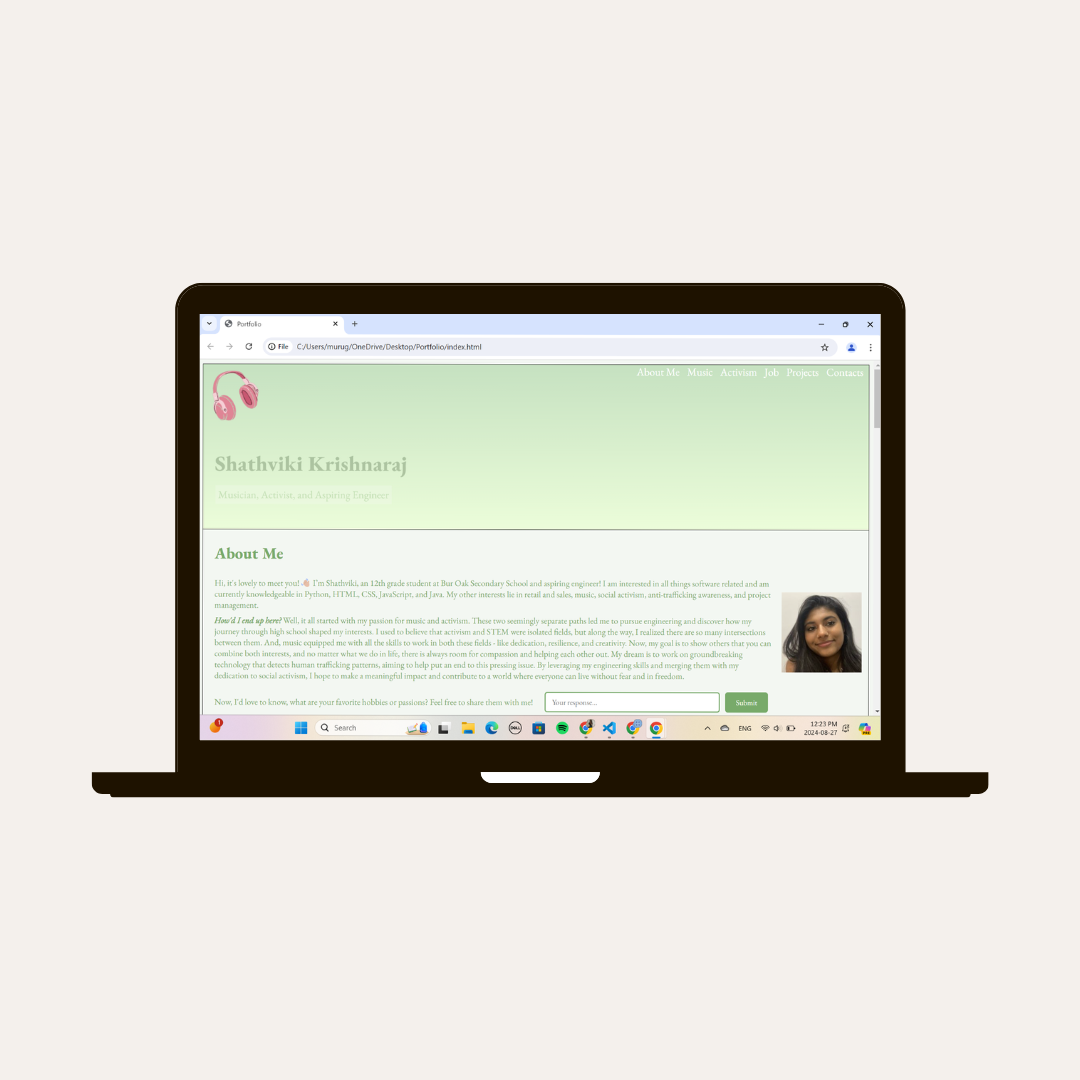 Portfolio
File C:/Users/murug/OneDrive/Desktop/Portfolio/index.html
About Me Music Activism Job Projects Contacts
Shathviki Krishnaraj
Musician, Activist, and Aspiring Engineer
About Me
Hi, it's lovely to meet you! 👋🏼 I'm Shathviki, an 12th grade student at Bur Oak Secondary School and aspiring engineer! I am interested in all things software related and am
currently knowledgeable in Python, HTML, CSS, JavaScript, and Java. My other interests lie in retail and sales, music, social activism, anti-trafficking awareness, and project
management.
How'd I end up here? Well, it all started with my passion for music and activism. These two seemingly separate paths led me to pursue engineering and discover how my
journey through high school shaped my interests. I used to believe that activism and STEM were isolated fields, but along the way, I realized there are so many intersections
between them. And, music equipped me with all the skills to work in both these fields - like dedication, resilience, and creativity. Now, my goal is to show others that you can
combine both interests, and no matter what we do in life, there is always room for compassion and helping each other out. My dream is to work on groundbreaking
technology that detects human trafficking patterns, aiming to help put an end to this pressing issue. By leveraging my engineering skills and merging them with my
dedication to social activism, I hope to make a meaningful impact and contribute to a world where everyone can live without fear and in freedom.
Now, I'd love to know, what are your favorite hobbies or passions? Feel free to share them with me! Your response... Submit
1 Search DELL ENG 12:23 PM
2024-08-27